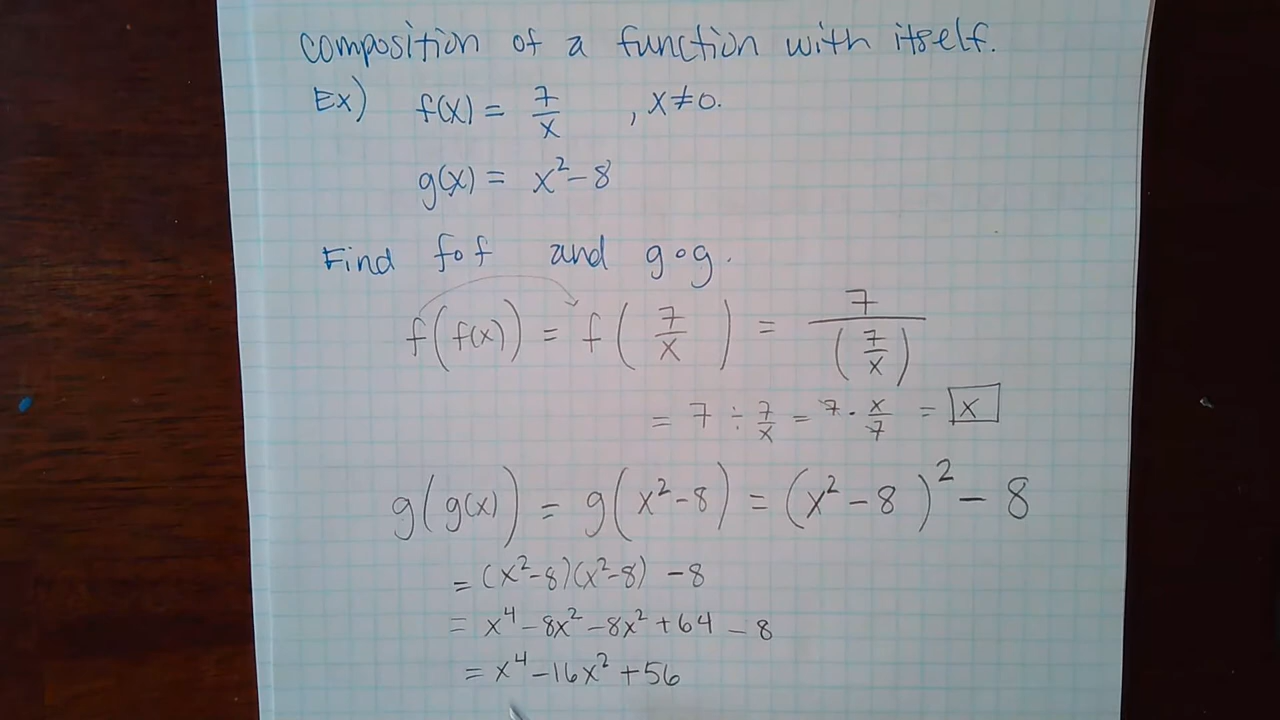 composition of a function with itself.
Ex) f(x) = 7/x , x≠0.
g(x) = x²-8
Find f∘f and g∘g.
f(f(x)) = f(7/x) = 7/(7/x)
= 7 ÷ 7/x = 7 · x/7 = x
g(g(x)) = g(x²-8) = (x²-8)² - 8
= (x²-8)(x²-8) - 8
= x⁴ - 8x² - 8x² + 64 - 8
= x⁴ - 16x² + 56